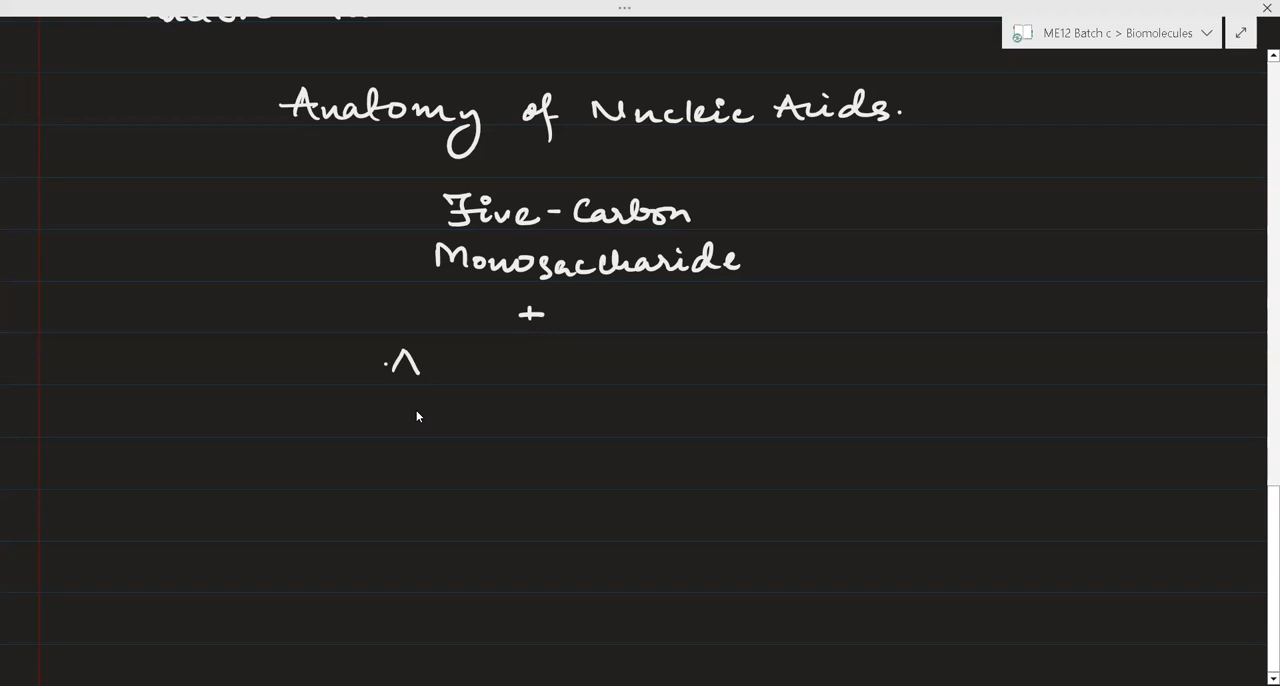 ME12 Batch c > Biomolecules
Anatomy of Nucleic Acids.
Five-Carbon
Monosaccharide
+